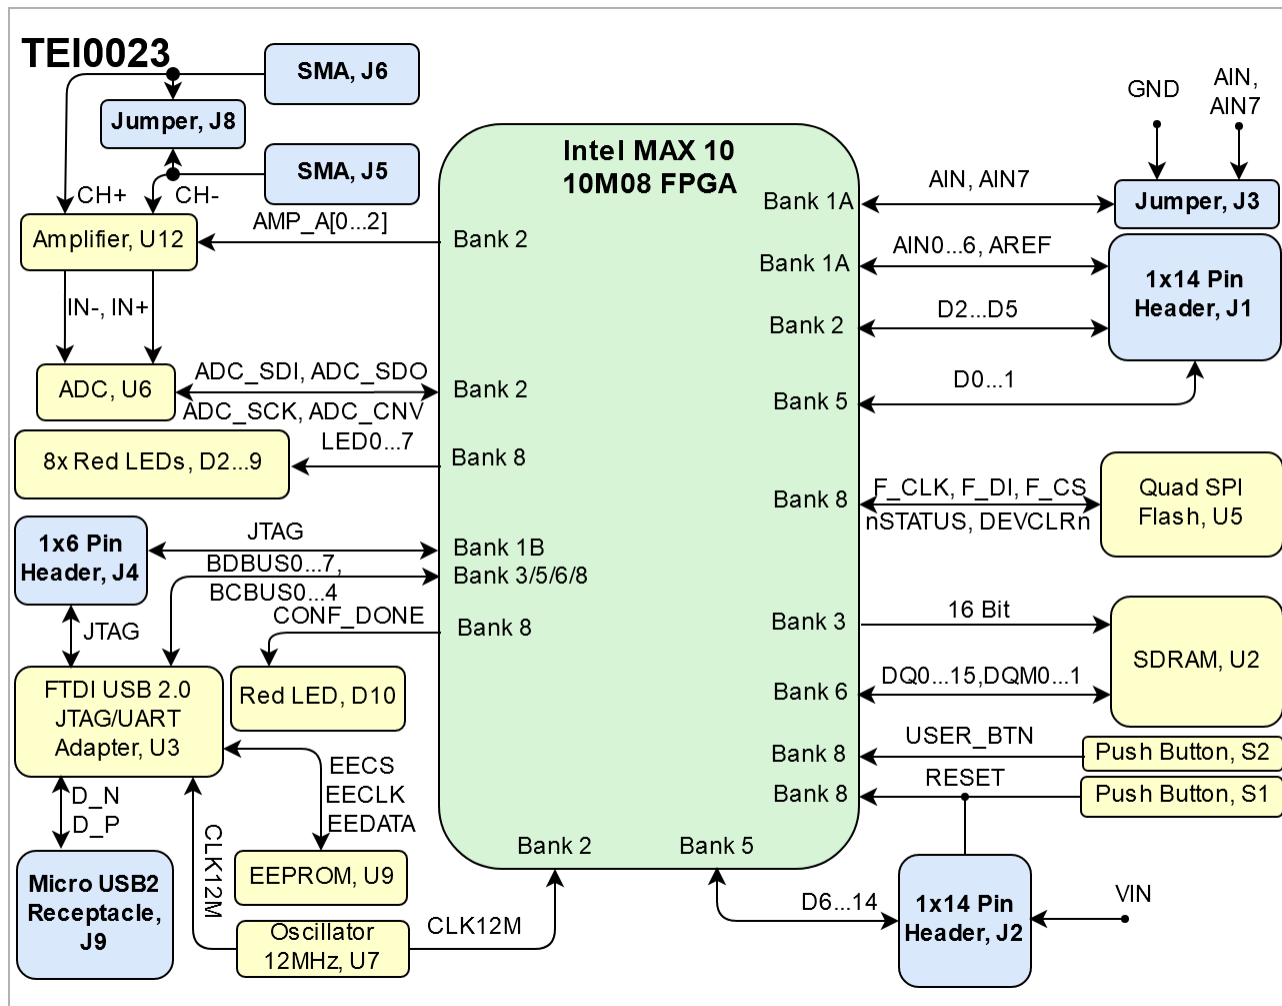 TEI0023
SMA, J6
Jumper, J8
SMA, J5
CH+
CH-
Amplifier, U12
AMP_A[0...2]
IN-, IN+
ADC, U6
ADC_SDI, ADC_SDO
ADC_SCK, ADC_CNV
8x Red LEDs, D2...9
LED0...7
1x6 Pin
Header, J4
JTAG
BDBUS0...7,
BCBUS0...4
JTAG
CONF_DONE
FTDI USB 2.0
JTAG/UART
Adapter, U3
Red LED, D10
D_N
D_P
CLK12M
EECS
EECLK
EEDATA
EEPROM, U9
Micro USB2
Receptacle,
J9
Oscillator
12MHz, U7
CLK12M
Intel MAX 10
10M08 FPGA
Bank 2
Bank 2
Bank 8
Bank 1B
Bank 3/5/6/8
Bank 8
Bank 2
Bank 5
Bank 1A
Bank 1A
Bank 2
Bank 5
Bank 8
Bank 3
Bank 6
Bank 8
Bank 8
GND
AIN,
AIN7
AIN, AIN7
Jumper, J3
AIN0...6, AREF
D2...D5
D0...1
1x14 Pin
Header, J1
F_CLK, F_DI, F_CS
nSTATUS, DEVCLRn
Quad SPI
Flash, U5
16 Bit
DQ0...15,DQM0...1
SDRAM, U2
USER_BTN
Push Button, S2
RESET
Push Button, S1
D6...14
1x14 Pin
Header, J2
VIN